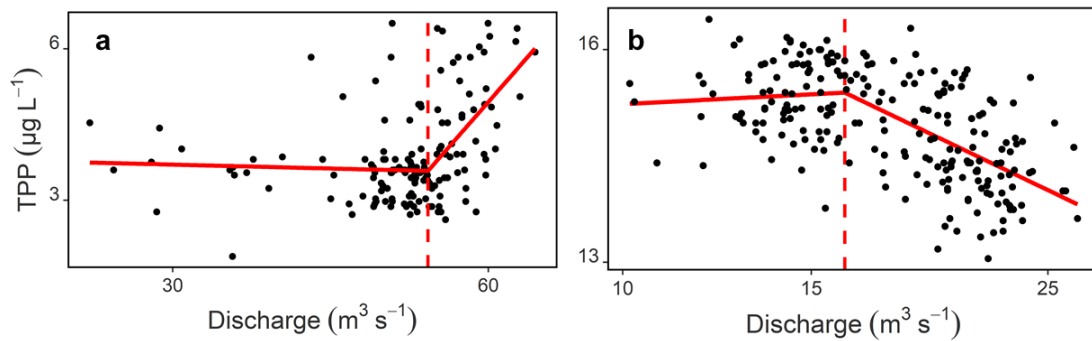 a
b
TPP (µg L⁻¹)
6
3
30
60
Discharge (m³ s⁻¹)
16
13
10
15
25
Discharge (m³ s⁻¹)